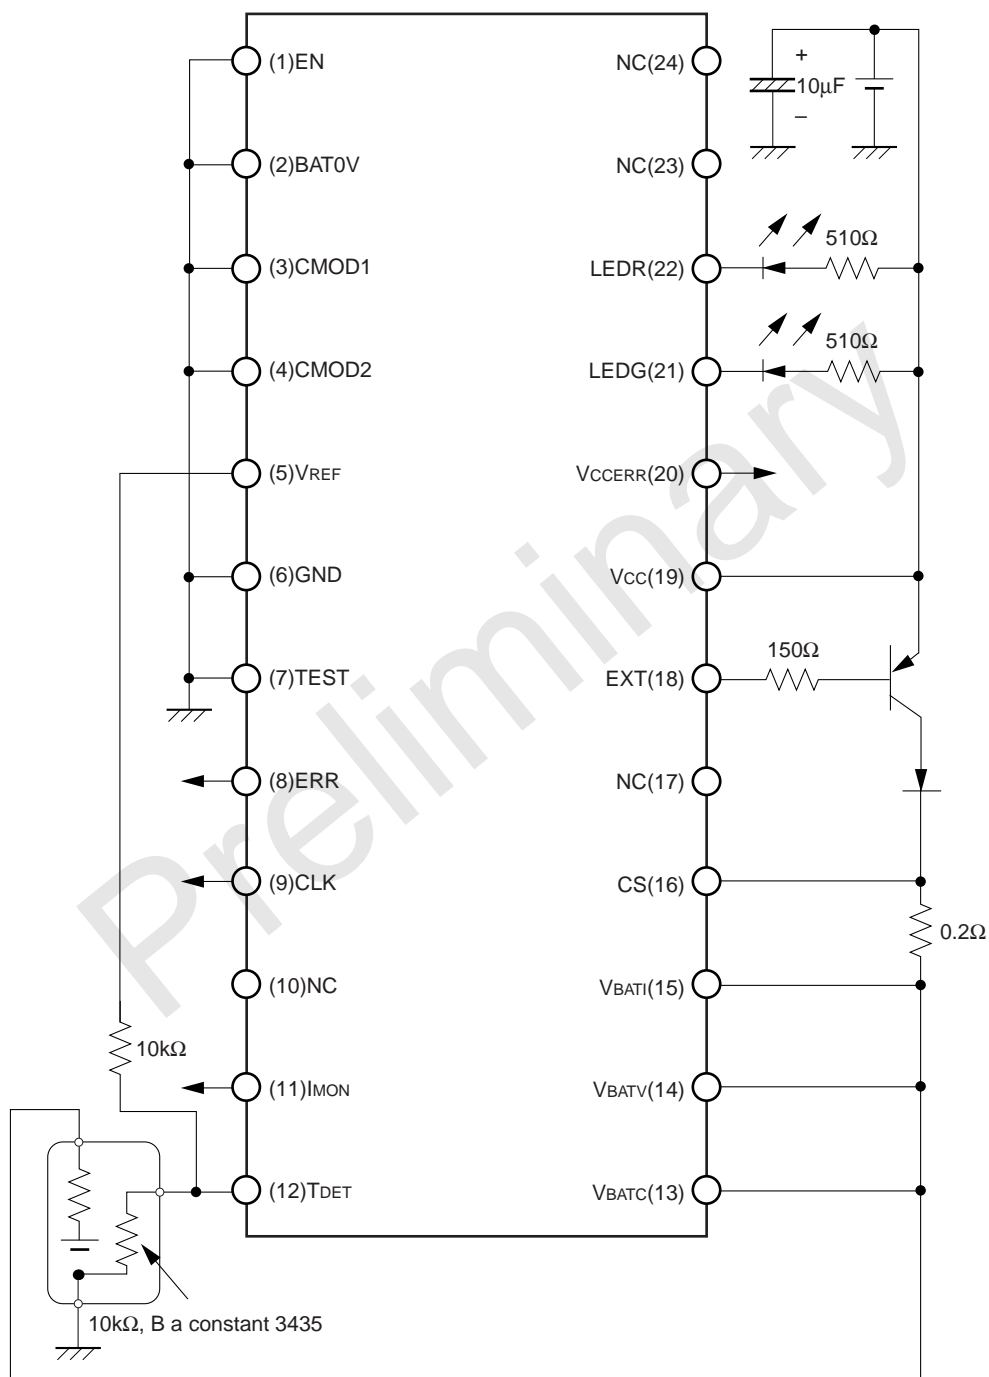 (1)EN
NC(24)
+
10μF
–
(2)BAT0V
NC(23)
(3)CMOD1
LEDR(22)
510Ω
(4)CMOD2
LEDG(21)
510Ω
(5)VREF
VCCERR(20)
(6)GND
VCC(19)
(7)TEST
EXT(18)
150Ω
(8)ERR
NC(17)
(9)CLK
CS(16)
0.2Ω
(10)NC
VBATI(15)
10kΩ
(11)IMON
VBATV(14)
(12)TDET
VBATC(13)
10kΩ, B a constant 3435
Preliminary